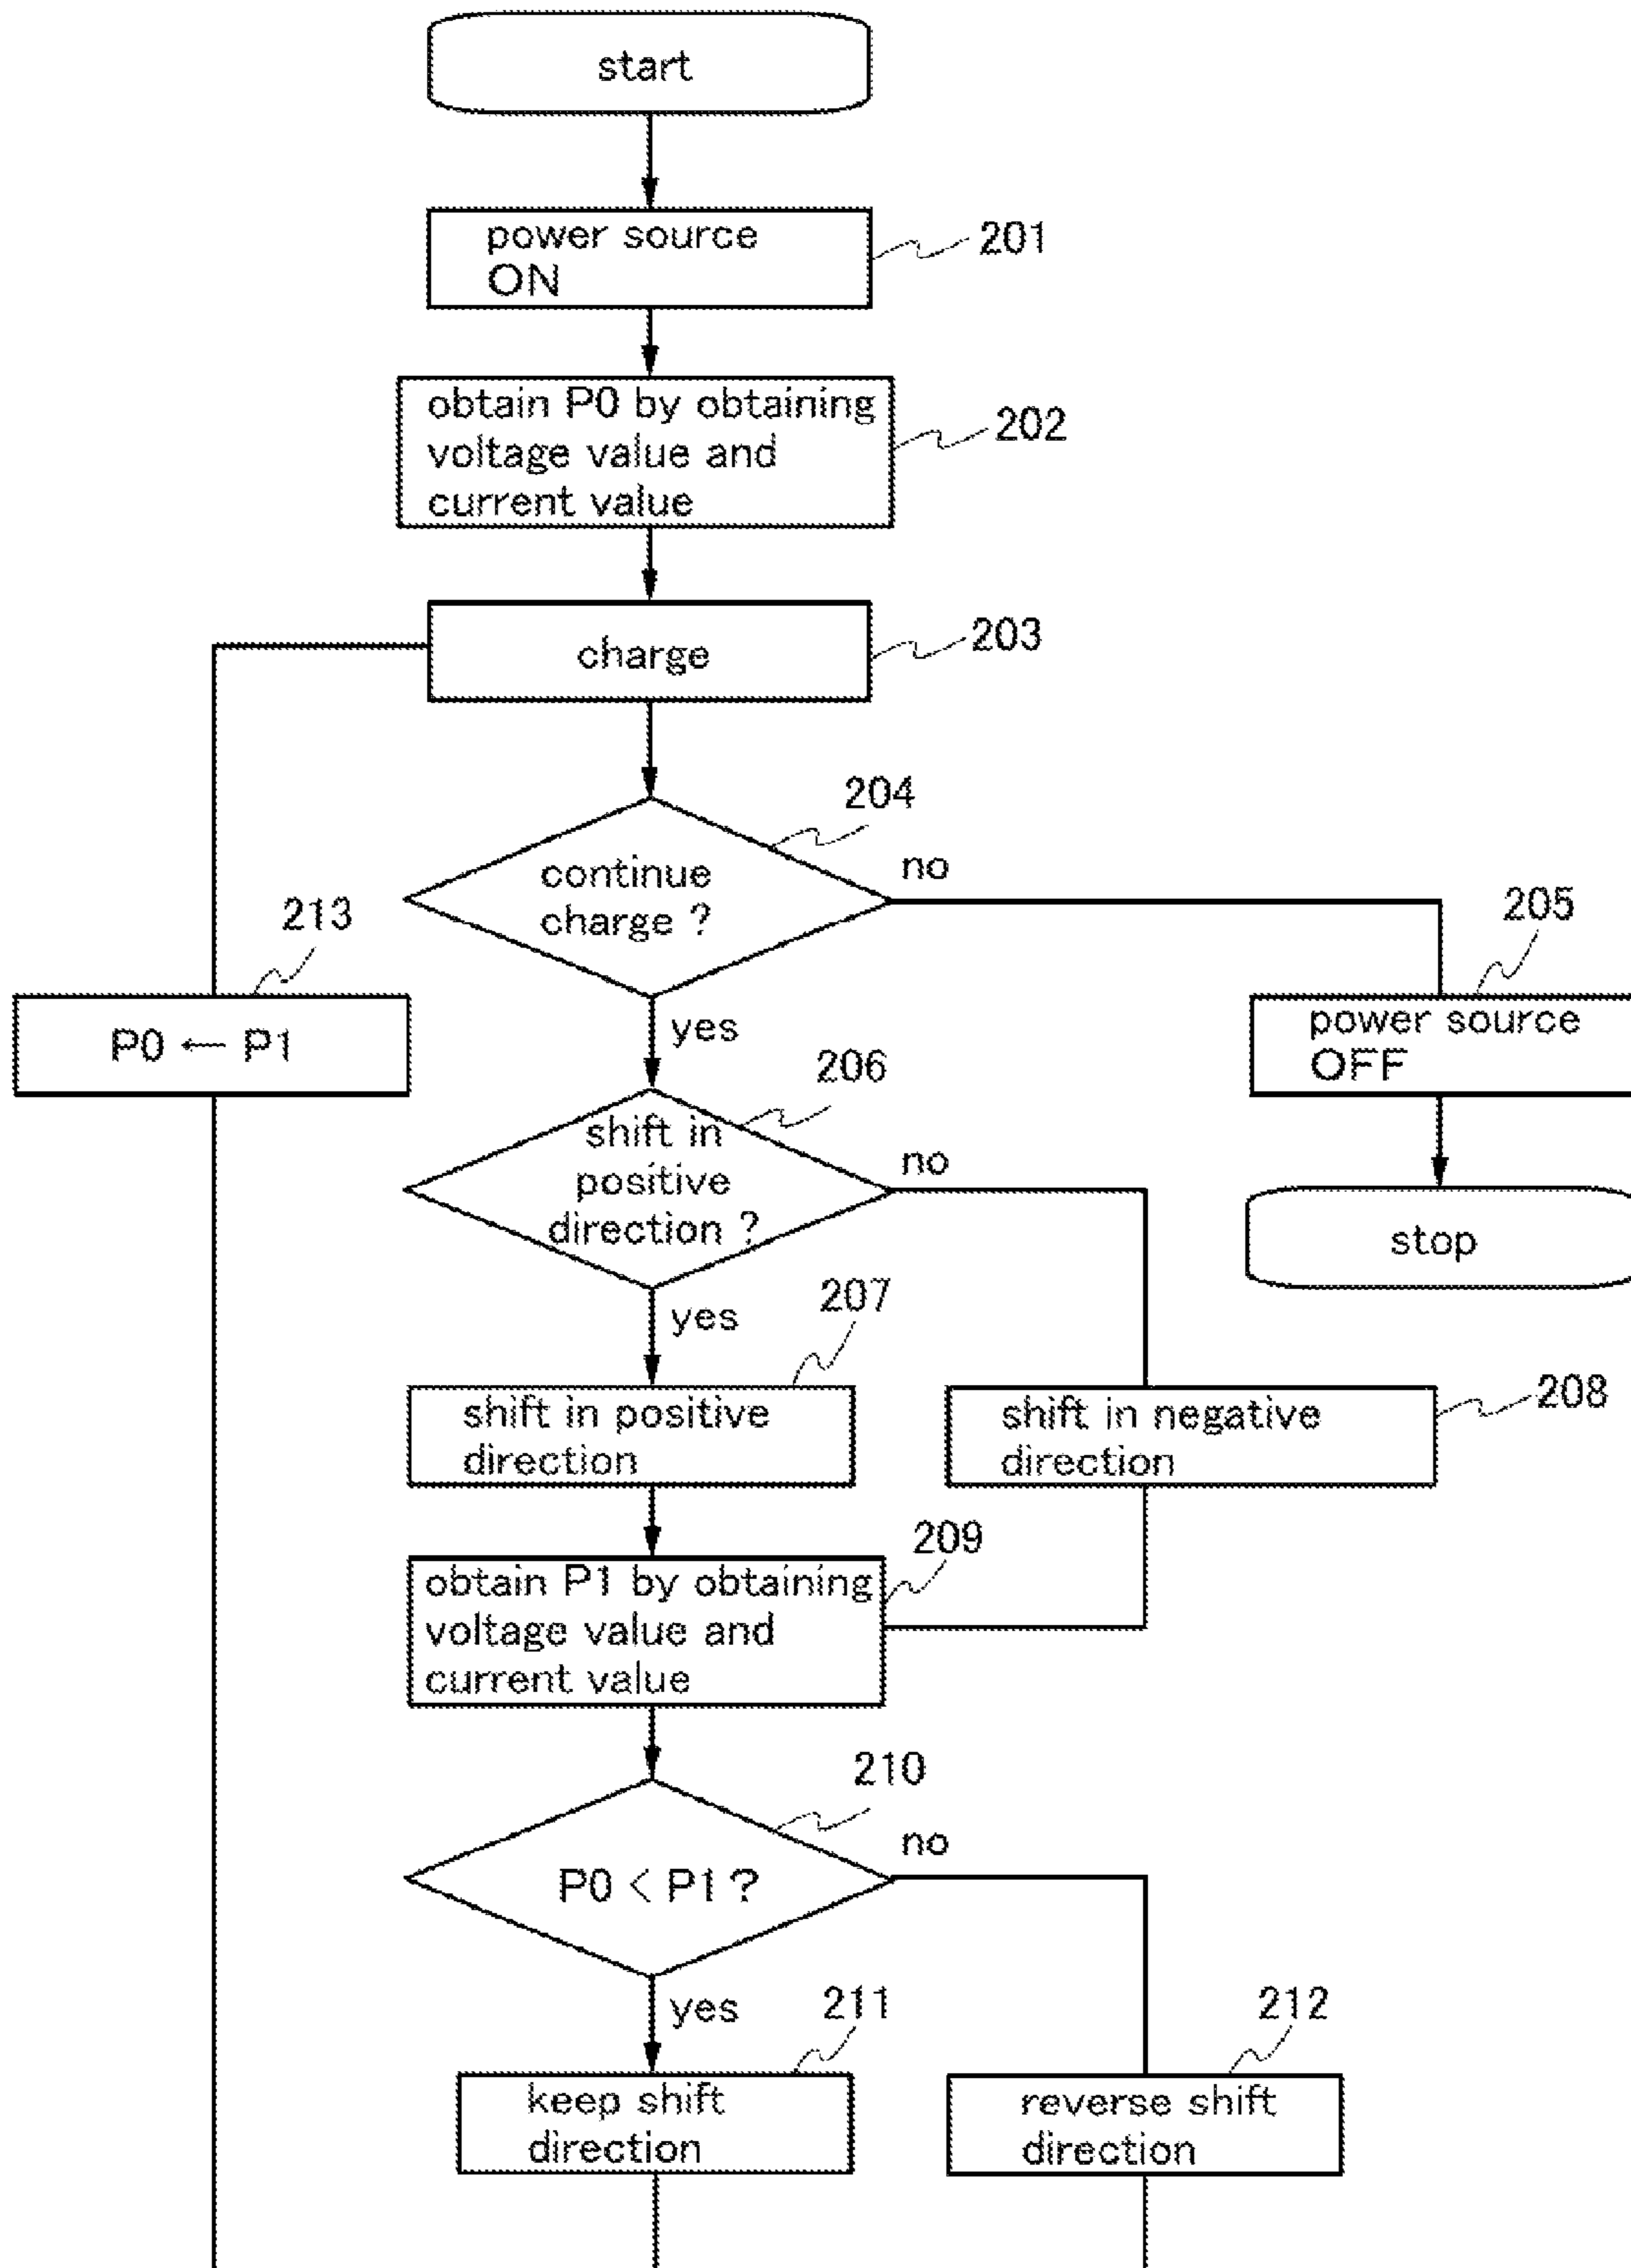 start
power source
ON
201
obtain P0 by obtaining
voltage value and
current value
202
charge
203
204
continue
charge ?
no
yes
205
power source
OFF
stop
213
P0 ← P1
206
shift in
positive
direction ?
no
yes
207
shift in positive
direction
shift in negative
direction
208
209
obtain P1 by obtaining
voltage value and
current value
210
P0 < P1 ?
no
yes
211
keep shift
direction
212
reverse shift
direction